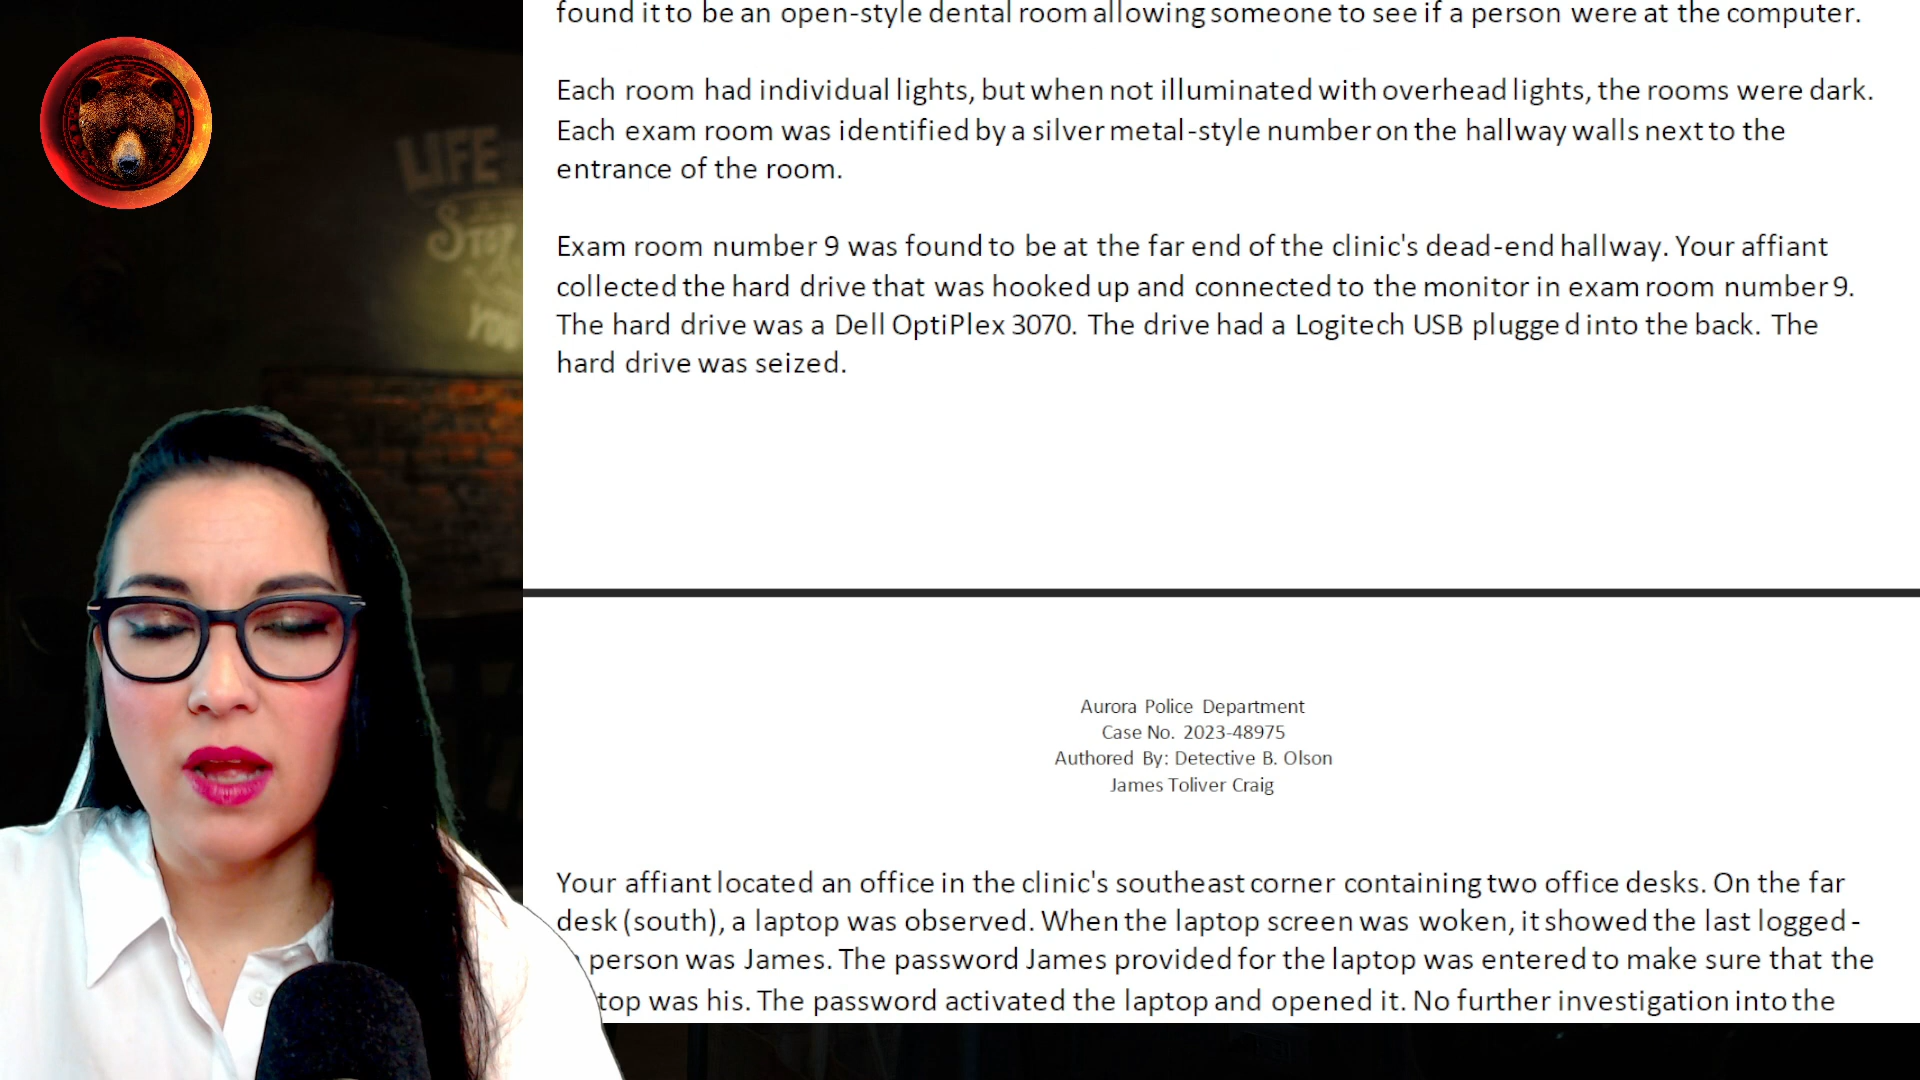 found it to be an open-style dental room allowing someone to see if a person were at the computer.
Each room had individual lights, but when not illuminated with overhead lights, the rooms were dark.
Each exam room was identified by a silver metal-style number on the hallway walls next to the
entrance of the room.
Exam room number 9 was found to be at the far end of the clinic's dead-end hallway. Your affiant
collected the hard drive that was hooked up and connected to the monitor in exam room number 9.
The hard drive was a Dell OptiPlex 3070. The drive had a Logitech USB plugged into the back. The
hard drive was seized.
Aurora Police Department
Case No. 2023-48975
Authored By: Detective B. Olson
James Toliver Craig
Your affiant located an office in the clinic's southeast corner containing two office desks. On the far
desk (south), a laptop was observed. When the laptop screen was woken, it showed the last logged-
person was James. The password James provided for the laptop was entered to make sure that the
top was his. The password activated the laptop and opened it. No further investigation into the
LIFE
STEP
YOU